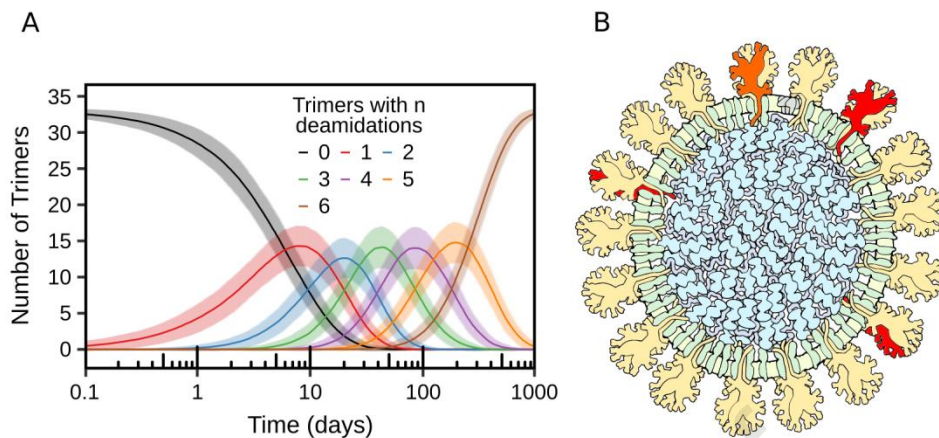 A
B
Trimers with n
deamidations
0 1 2
3 4 5
6
35
30
25
20
15
10
5
0
Number of Trimers
0.1 1 10 100 1000
Time (days)